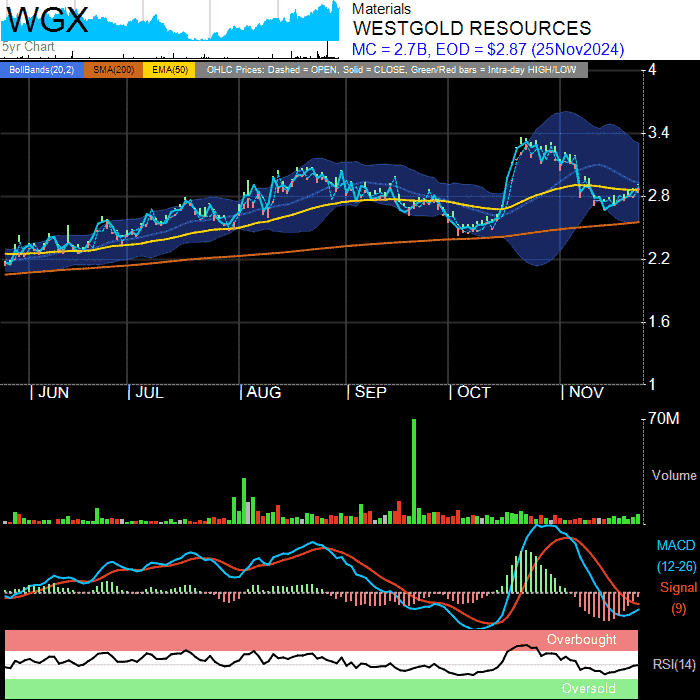 WGX
5yr Chart
Materials
WESTGOLD RESOURCES
MC = 2.7B, EOD = $2.87 (25Nov2024)
BollBands(20,2) SMA(200) EMA(50) OHLC Prices: Dashed = OPEN, Solid = CLOSE, Green/Red bars = Intra-day HIGH/LOW
4
3.4
2.8
2.2
1.6
1
JUN JUL AUG SEP OCT NOV
70M
Volume
MACD
(12-26)
Signal
(9)
Overbought
RSI(14)
Oversold